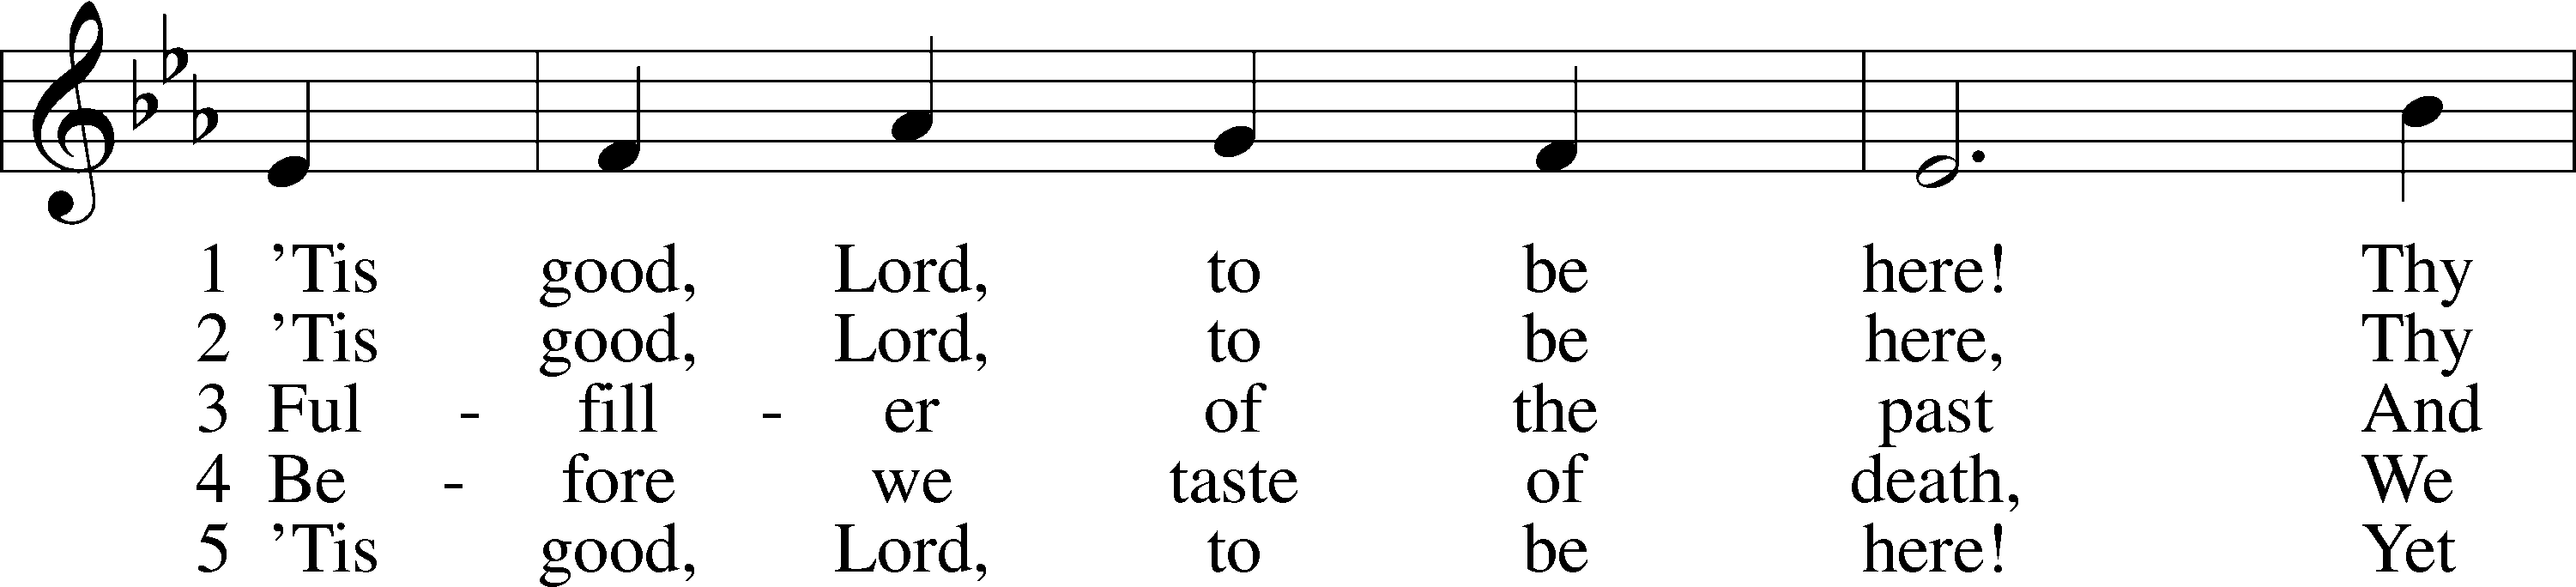 1 ’Tis good, Lord, to be here! Thy
2 ’Tis good, Lord, to be here, Thy
3 Ful - fill - er of the past And
4 Be - fore we taste of death, We
5 ’Tis good, Lord, to be here! Yet